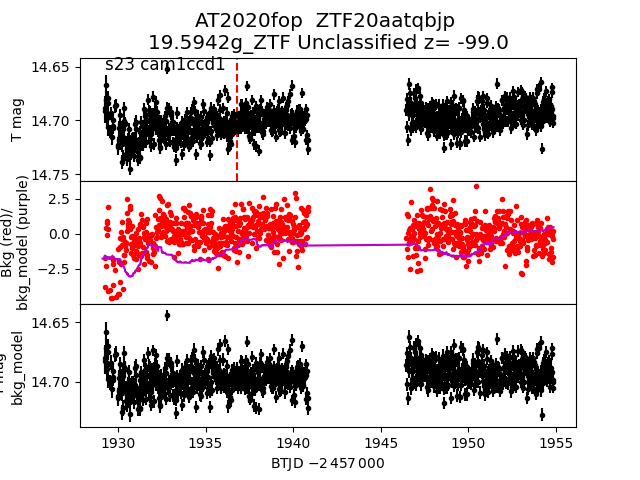 AT2020fop  ZTF20aatqbjp
19.5942g_ZTF Unclassified z= -99.0
s23 cam1ccd1
14.65
14.70
14.75
T mag
2.5
0.0
−2.5
Bkg (red)/
bkg_model (purple)
14.65
14.70
bkg_model
1930 1935 1940 1945 1950 1955
BTJD −2 457 000